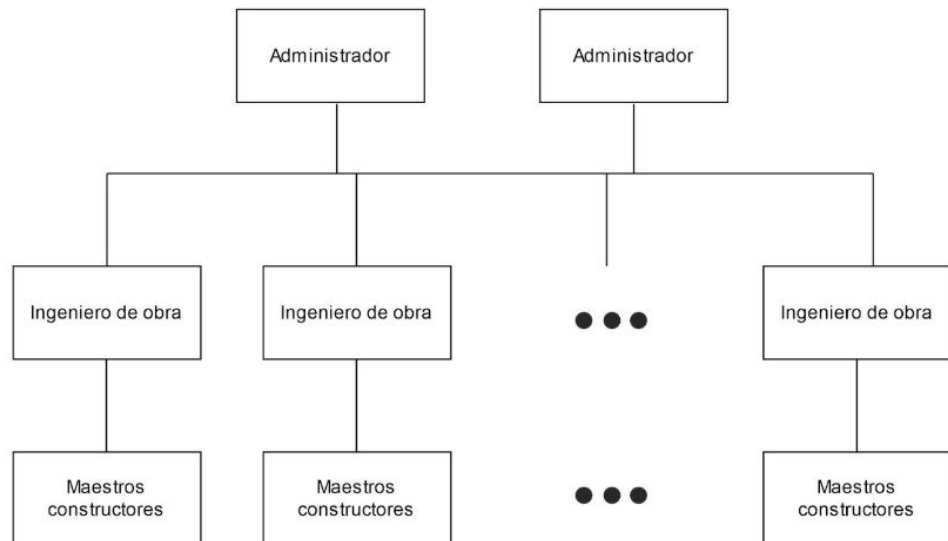 Administrador
Administrador
Ingeniero de obra
Ingeniero de obra
Ingeniero de obra
Maestros
constructores
Maestros
constructores
Maestros
constructores